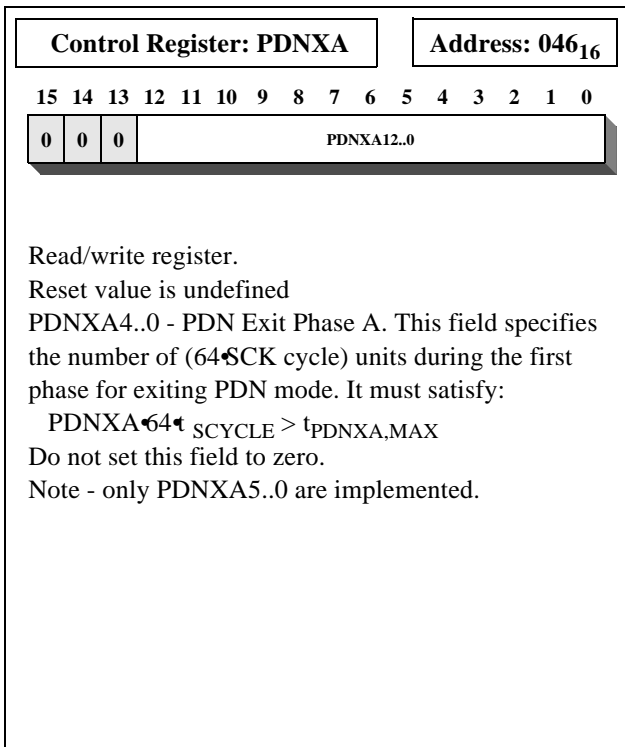 Control Register: PDNXA
Address: 046₁₆
15 14 13 12 11 10 9 8 7 6 5 4 3 2 1 0
0 0 0 PDNXA12..0
Read/write register.
Reset value is undefined
PDNXA4..0 - PDN Exit Phase A. This field specifies
the number of (64•SCK cycle) units during the first
phase for exiting PDN mode. It must satisfy:
PDNXA•64•t SCYCLE > tPDNXA,MAX
Do not set this field to zero.
Note - only PDNXA5..0 are implemented.